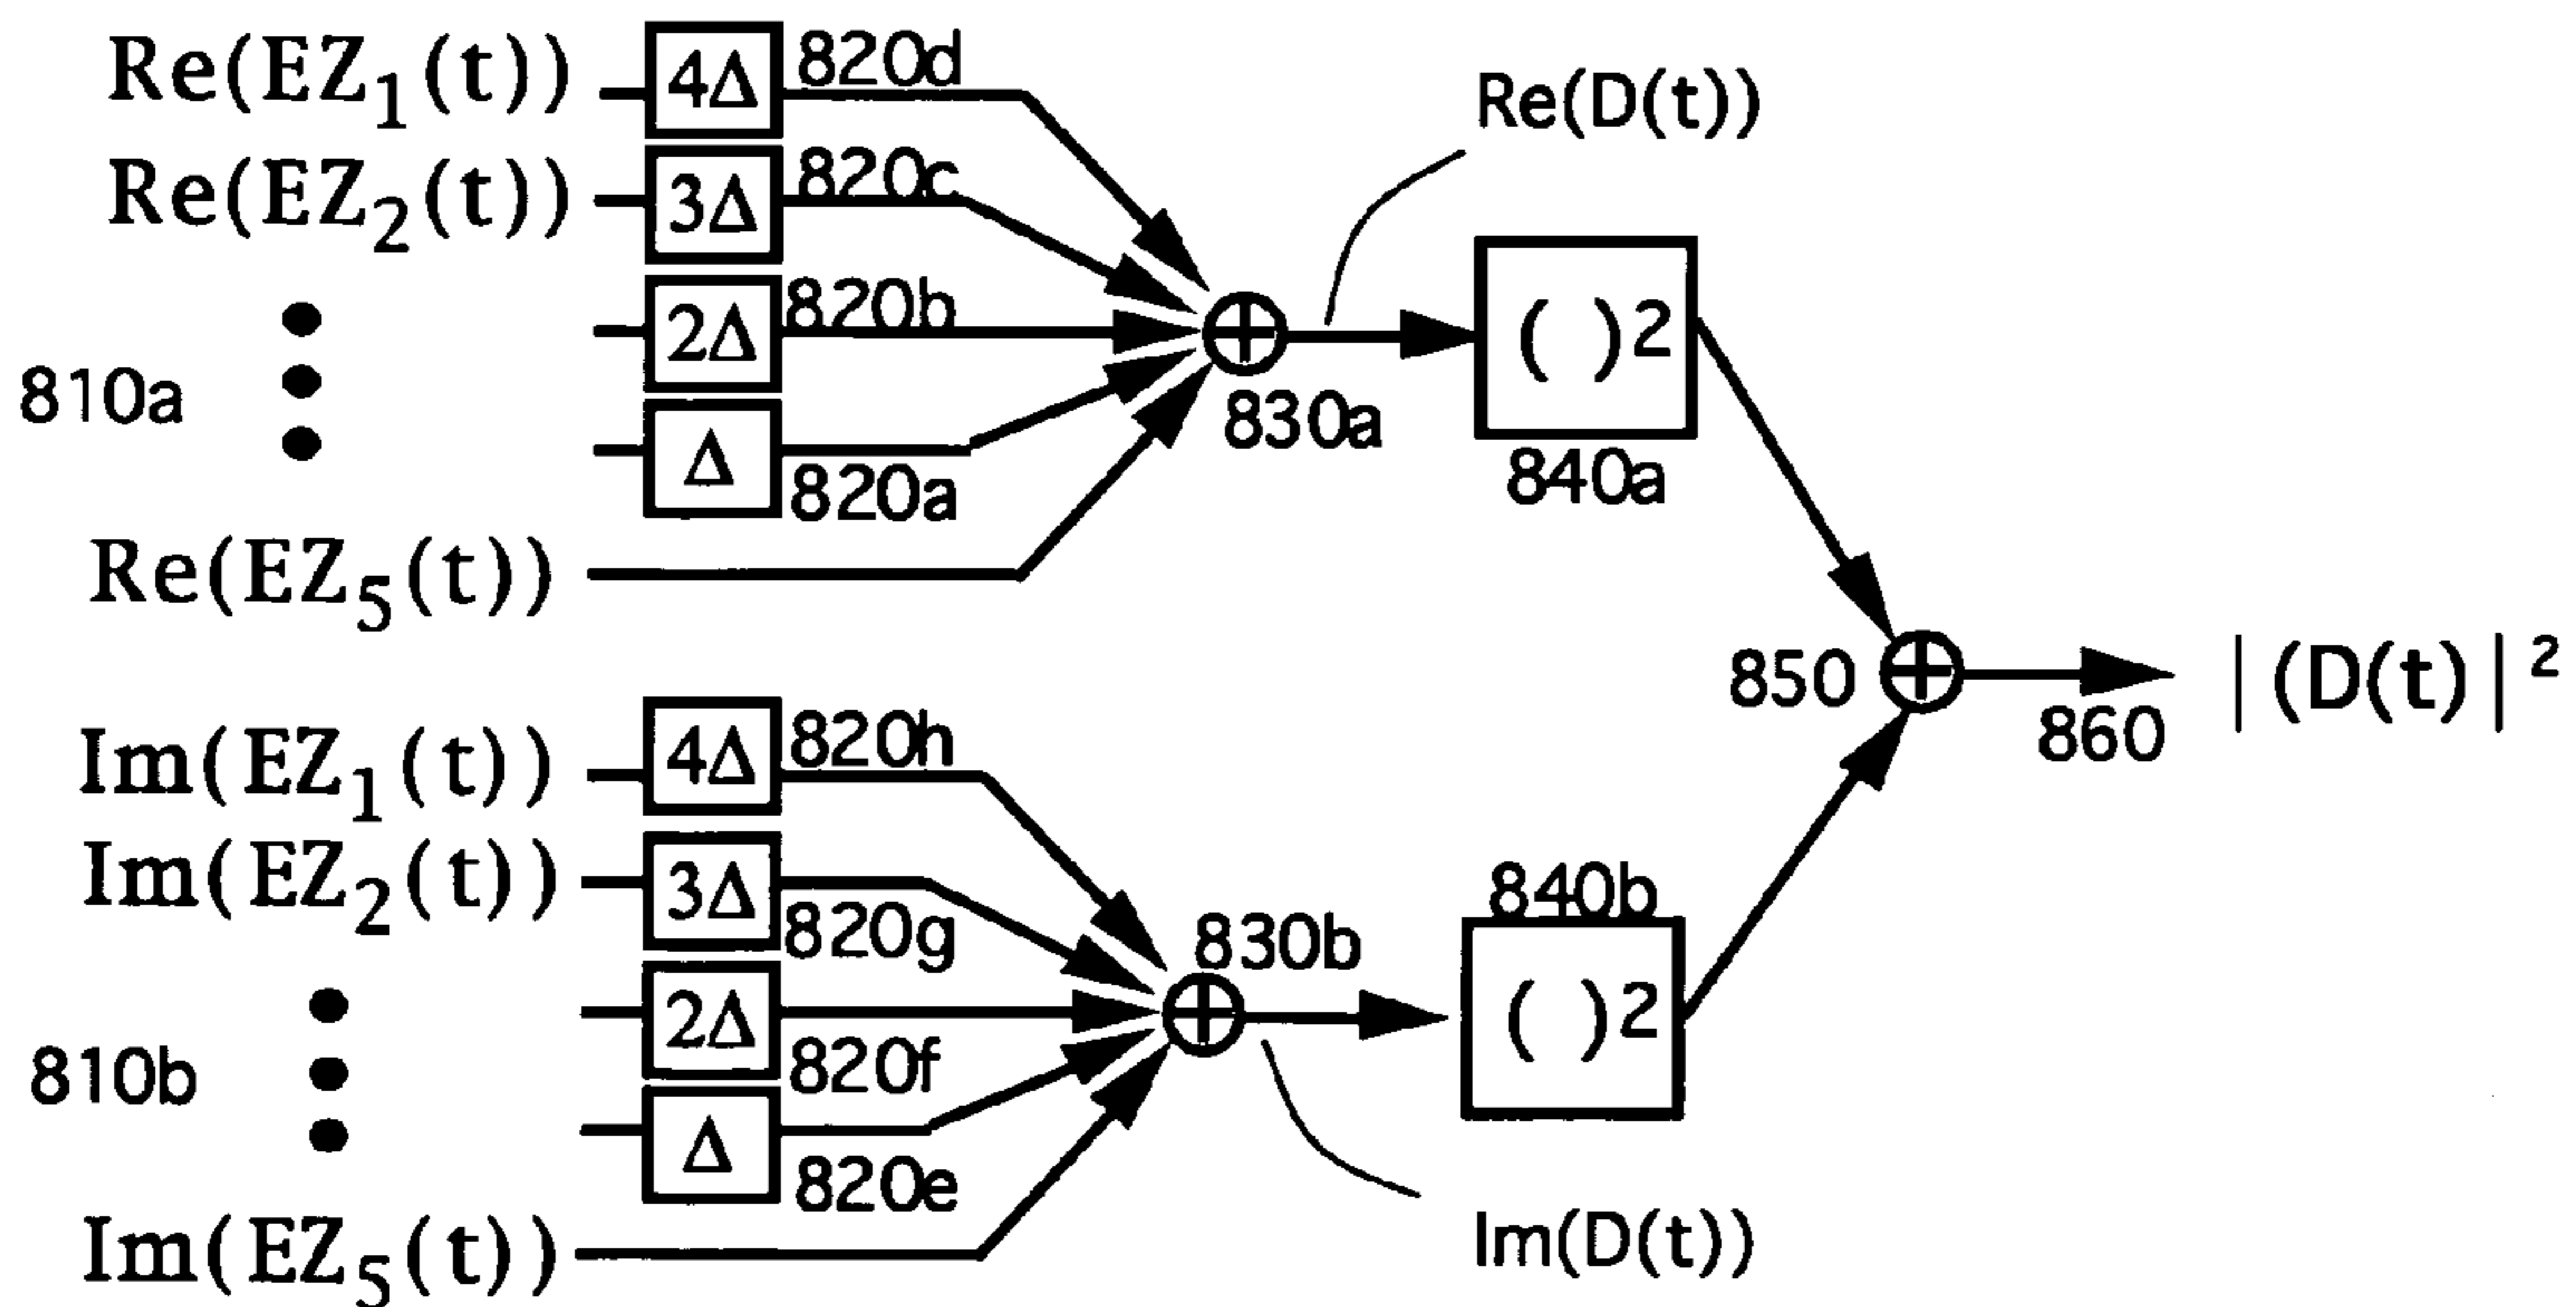 Re(EZ1(t))
4Δ
820d
Re(D(t))
Re(EZ2(t))
3Δ
820c
2Δ
820b
( )2
810a
830a
Δ
820a
840a
Re(EZ5(t))
850
|(D(t)|2
860
Im(EZ1(t))
4Δ
820h
Im(EZ2(t))
3Δ
820g
830b
840b
2Δ
820f
( )2
810b
Δ
820e
Im(EZ5(t))
Im(D(t))